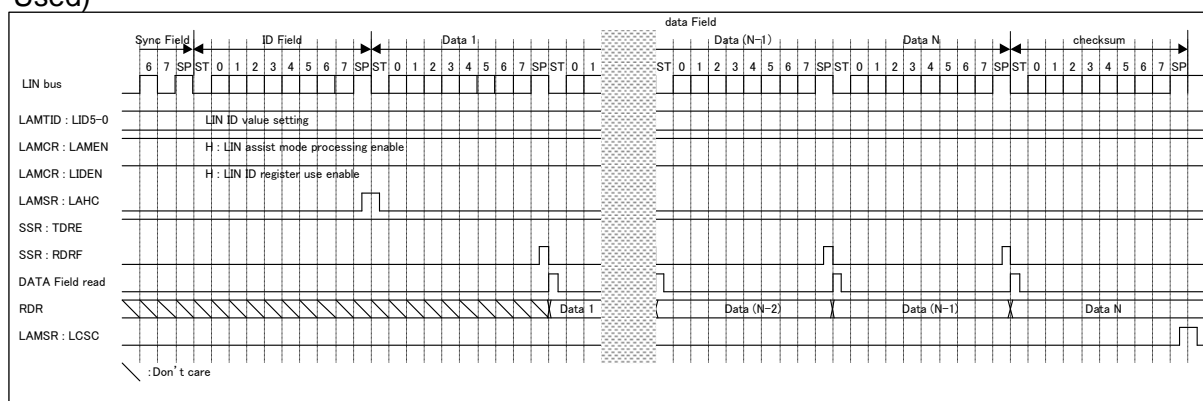 Used)
data Field
Sync Field ID Field Data 1 Data (N-1) Data N checksum
6 7 SP ST 0 1 2 3 4 5 6 7 SP ST 0 1 2 3 4 5 6 7 SP ST 0 1 ST 0 1 2 3 4 5 6 7 SP ST 0 1 2 3 4 5 6 7 SP ST 0 1 2 3 4 5 6 7 SP
LIN bus
LAMTID : LID5-0 LIN ID value setting
LAMCR : LAMEN H : LIN assist mode processing enable
LAMCR : LIDEN H : LIN ID register use enable
LAMSR : LAHC
SSR : TDRE
SSR : RDRF
DATA Field read
RDR Data 1 Data (N-2) Data (N-1) Data N
LAMSR : LCSC
:Don't care